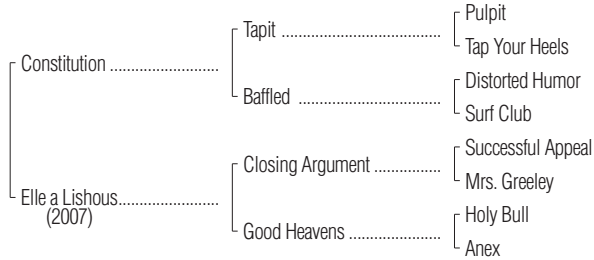 Pulpit
Tapit ................................................
Tap Your Heels
Constitution .................................
Distorted Humor
Baffled ...........................................
Surf Club
Successful Appeal
Closing Argument ....................
Mrs. Greeley
Elle a Lishous..............................
(2007)
Holy Bull
Good Heavens ............................
Anex